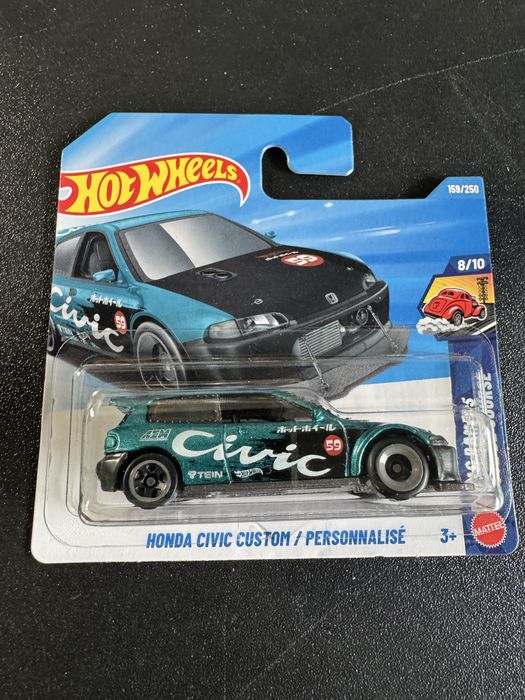 HOT WHEELS
159/250
8/10
Civic
ホットホイール
59
ホットホイール
Civic
59
TEIN
HONDA CIVIC CUSTOM / PERSONNALISÉ
3+
MATTEL
COURSE